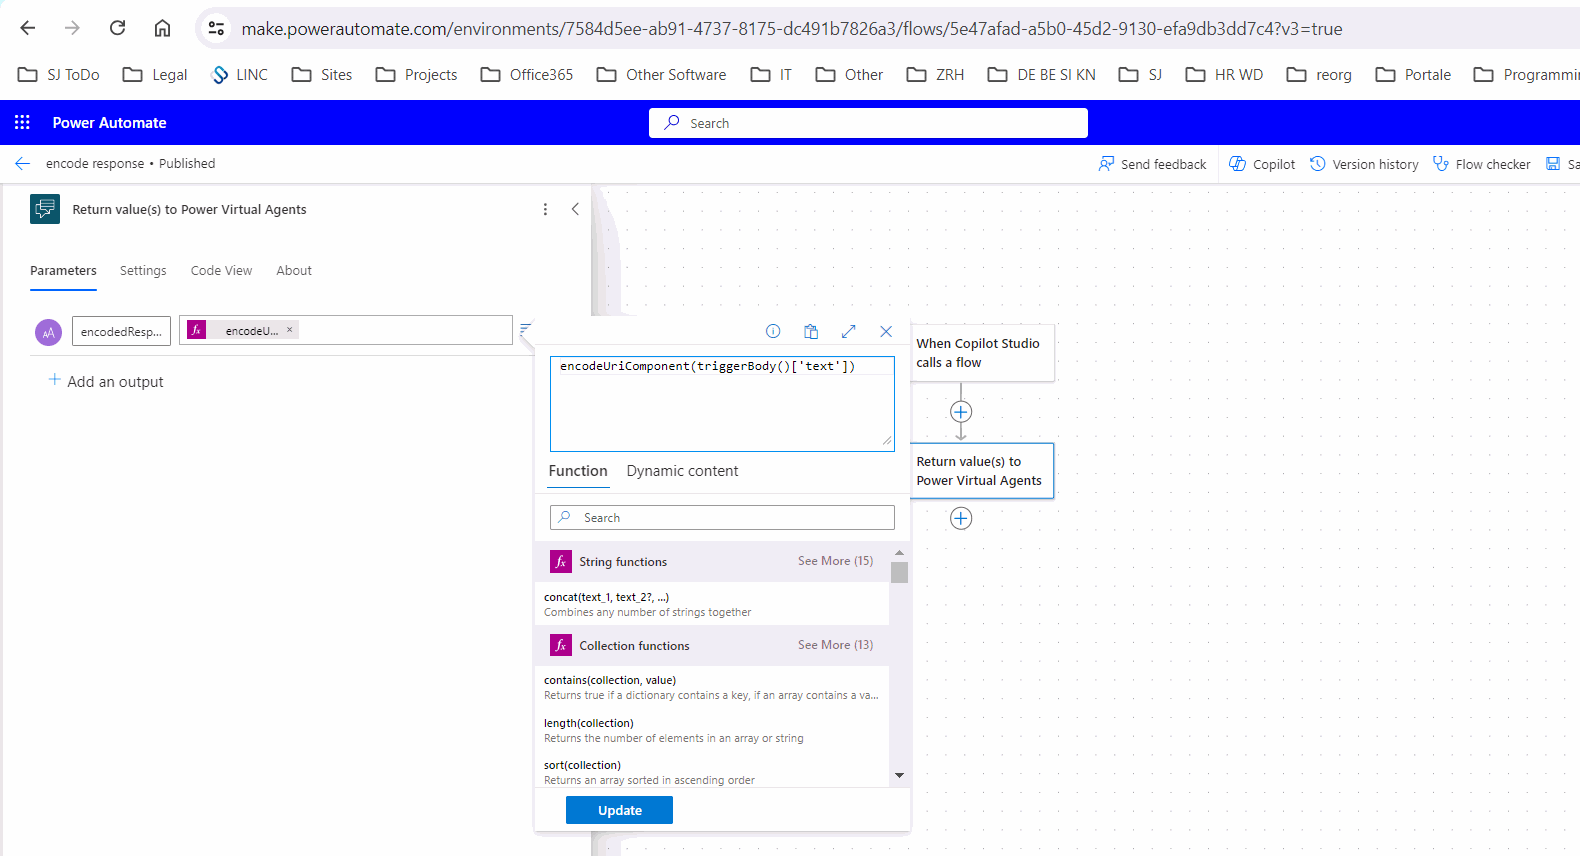 make.powerautomate.com/environments/7584d5ee-ab91-4737-8175-dc491b7826a3/flows/5e47afad-a5b0-45d2-9130-efa9db3dd7c4?v3=true
SJ ToDo Legal LINC Sites Projects Office365 Other Software IT Other ZRH DE BE SI KN SJ HR WD reorg Portale Programmin
Power Automate Search
encode response • Published Send feedback Copilot Version history Flow checker Sa
Return value(s) to Power Virtual Agents
Parameters Settings Code View About
AA encodedResp... fx encodeU... ×
Add an output
encodeUriComponent(triggerBody()['text'])
Function Dynamic content
Search
fx String functions See More (15)
concat(text_1, text_2?, ...)
Combines any number of strings together
fx Collection functions See More (13)
contains(collection, value)
Returns true if a dictionary contains a key, if an array contains a va...
length(collection)
Returns the number of elements in an array or string
sort(collection)
Returns an array sorted in ascending order
Update
When Copilot Studio
calls a flow
Return value(s) to
Power Virtual Agents